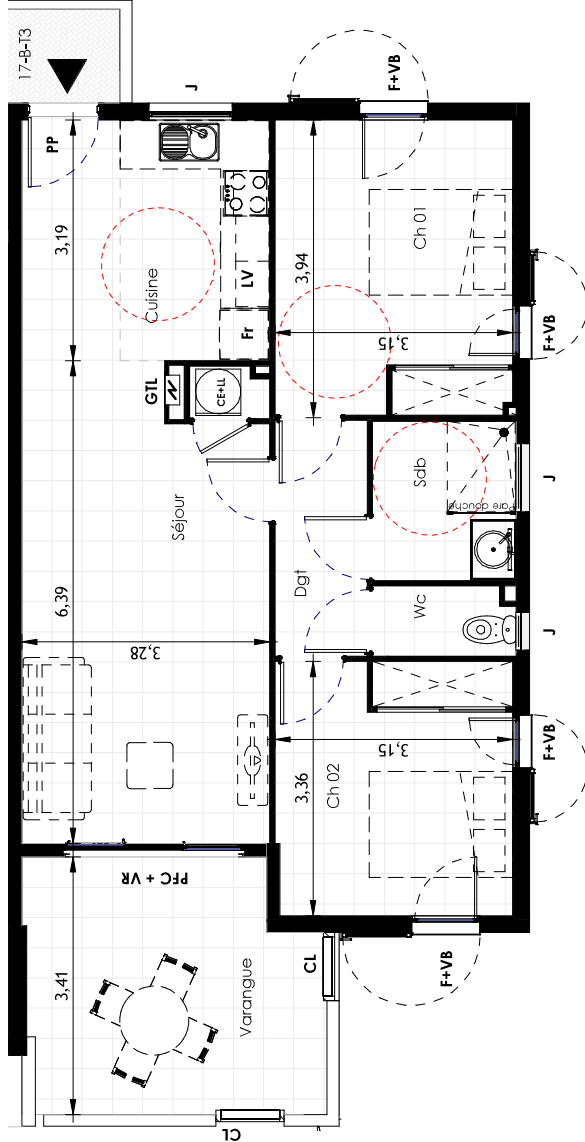 17-B-T3
PP
J
F+VB
3,19
Cuisine
LV
Fr
3,94
Ch 01
3,15
F+VB
GTL
CE+LL
Séjour
6,39
3,28
Sdb
Pare douche
J
Dgt
Wc
J
3,36
Ch 02
3,15
F+VB
F+VB
PFC + VR
3,41
Varangue
CL
CL